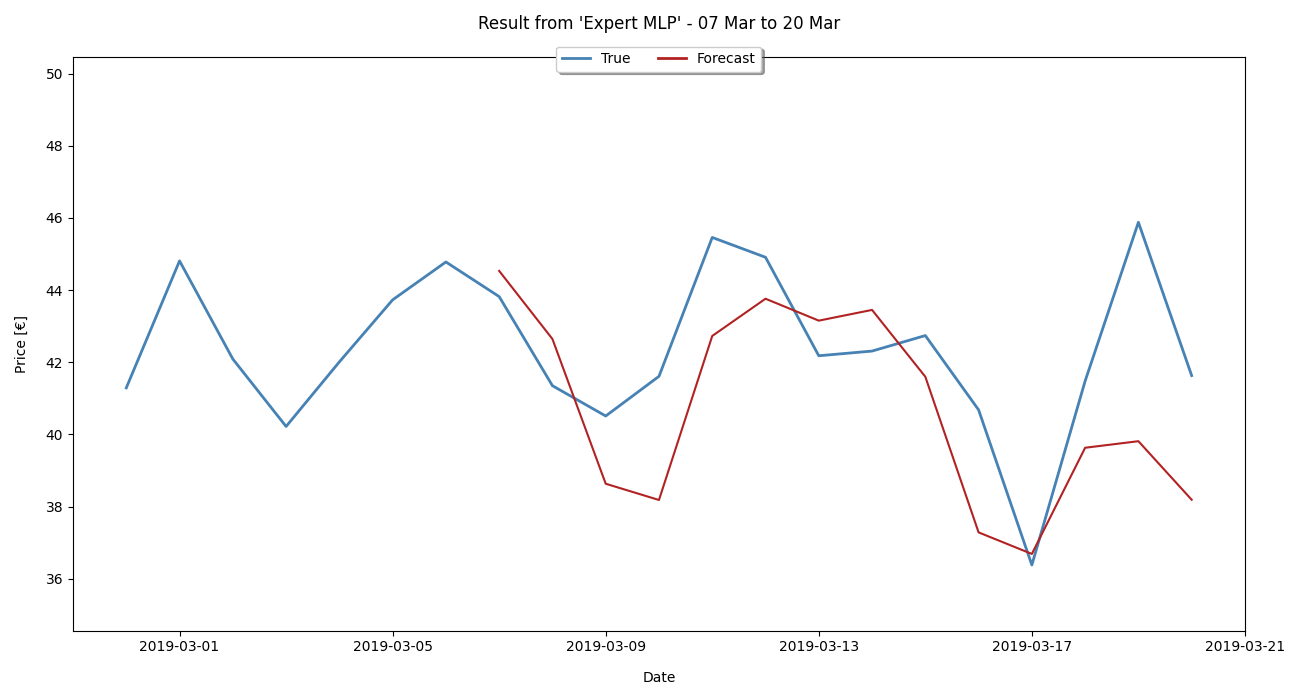 Result from 'Expert MLP' - 07 Mar to 20 Mar
True Forecast
50
48
46
44
42
40
38
36
Price [€]
2019-03-01 2019-03-05 2019-03-09 2019-03-13 2019-03-17 2019-03-21
Date